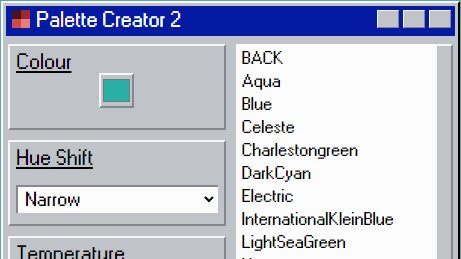 Palette Creator 2
Colour
Hue Shift
Narrow
Temperature
BACK
Aqua
Blue
Celeste
Charlestongreen
DarkCyan
Electric
InternationalKleinBlue
LightSeaGreen